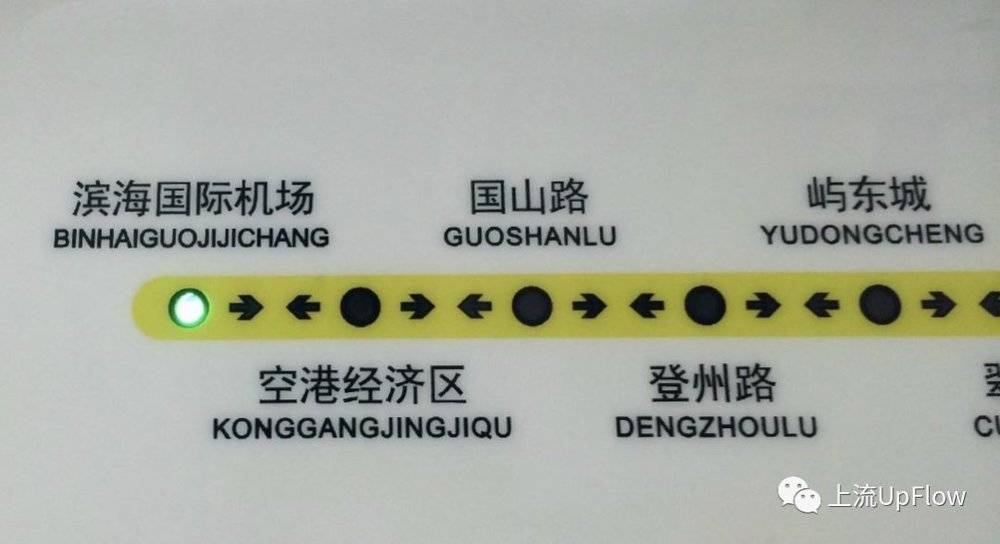 滨海国际机场
BINHAIGUOJIJICHANG
国山路
GUOSHANLU
屿东城
YUDONGCHENG
空港经济区
KONGGANGJINGJIQU
登州路
DENGZHOULU
CU
上流UpFlow